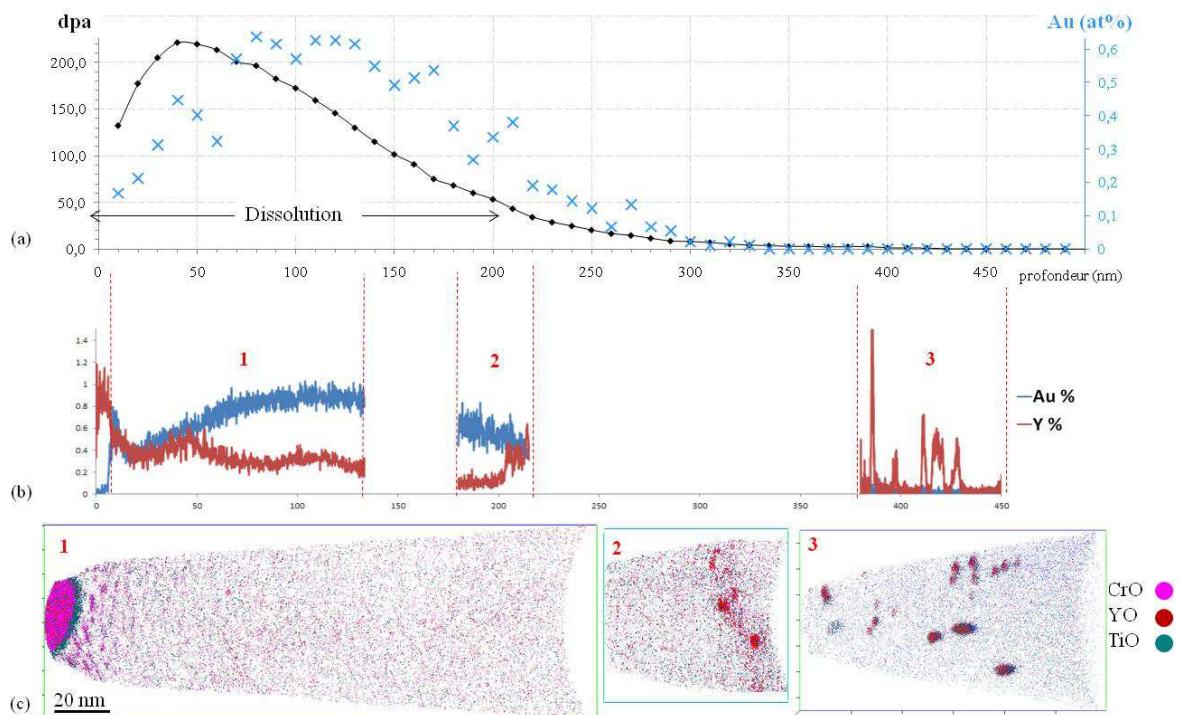 dpa
Au (at%)
200,0
150,0
100,0
50,0
0,0
0,6
0,5
0,4
0,3
0,2
0,1
0
Dissolution
(a)
0 50 100 150 200 250 300 350 400 450 profondeur (nm)
1.4
1.2
1
0.8
0.6
0.4
0.2
0
1
2
3
Au %
Y %
(b)
0 50 100 150 200 250 300 350 400 450
1
2
3
CrO
YO
TiO
20 nm
(c)